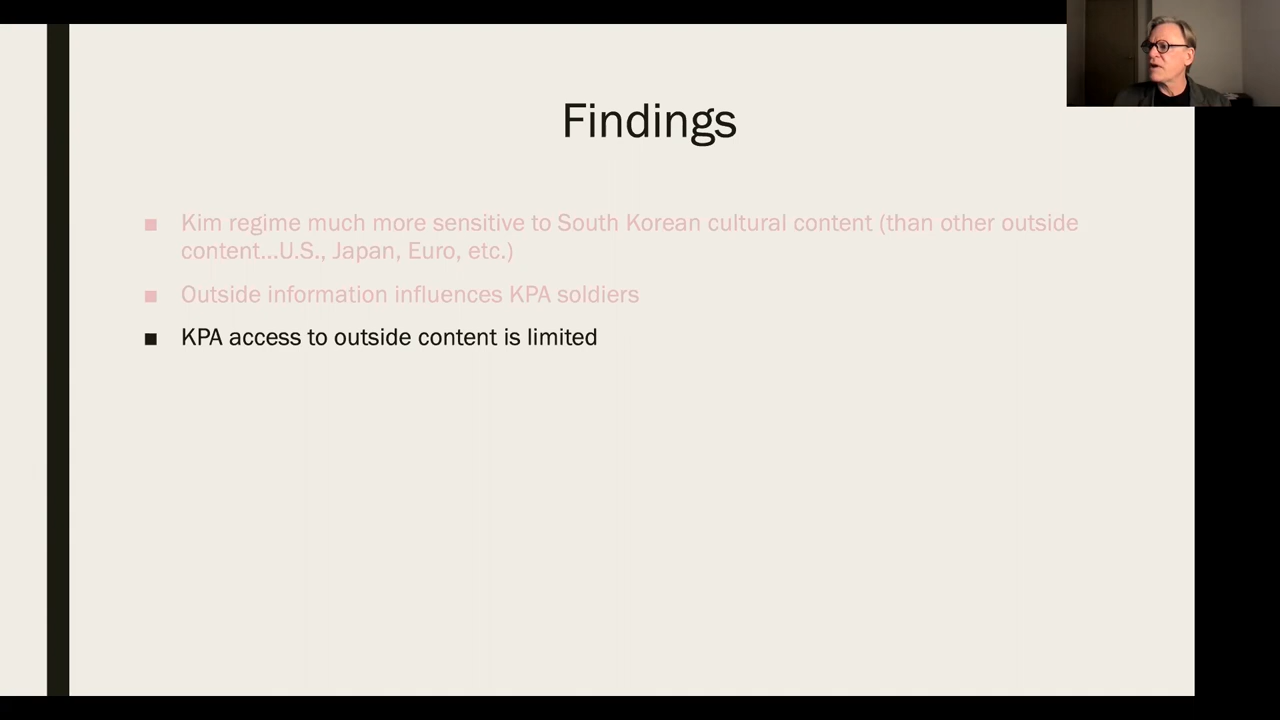 Findings
■ Kim regime much more sensitive to South Korean cultural content (than other outside
content...U.S., Japan, Euro, etc.)
■ Outside information influences KPA soldiers
■ KPA access to outside content is limited